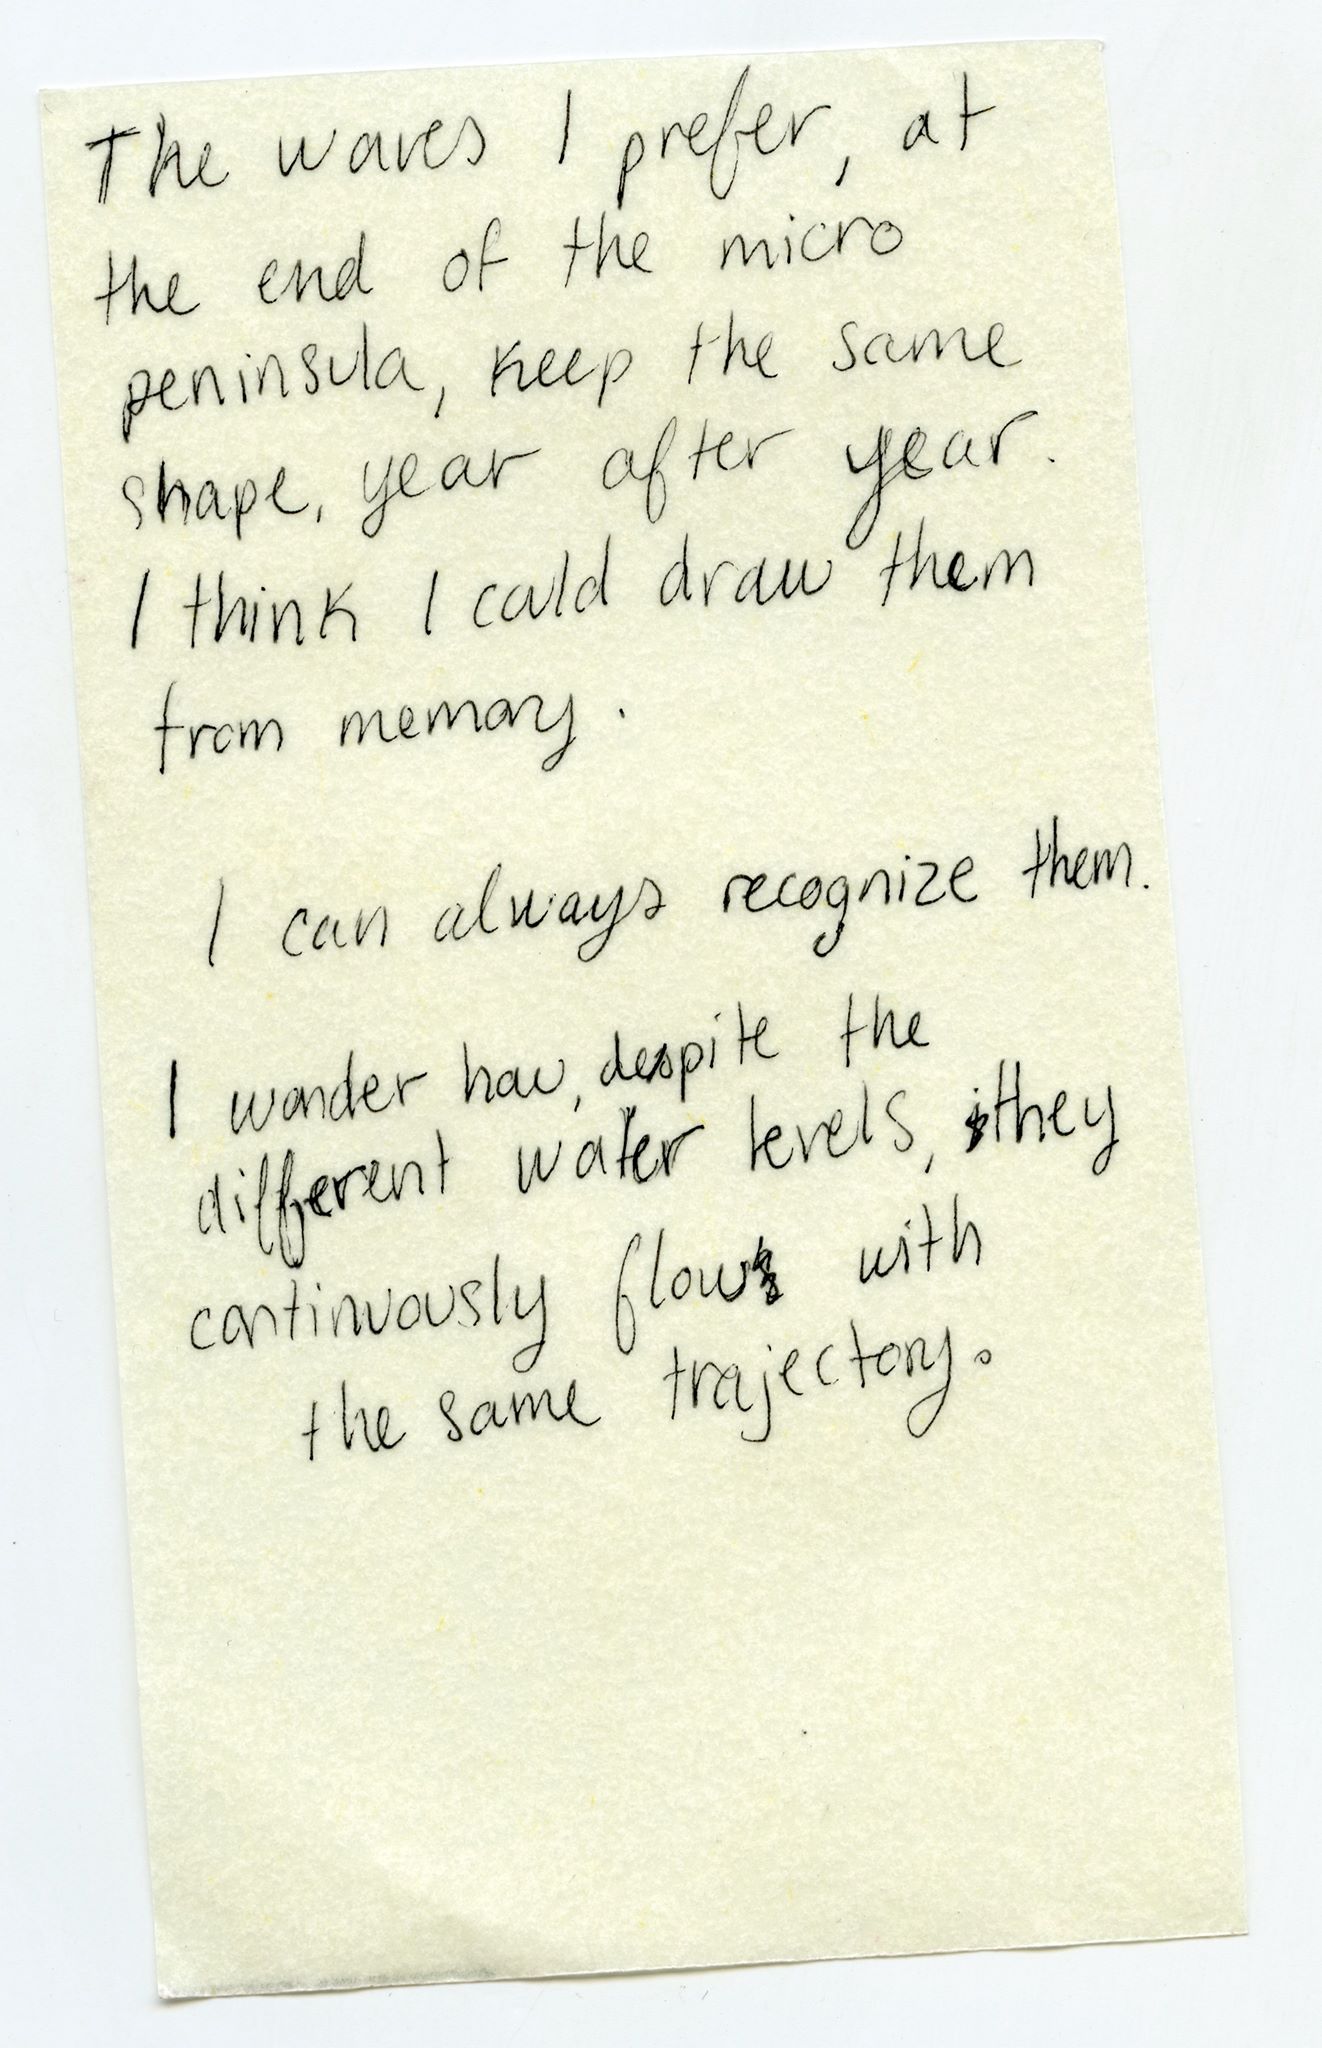 The waves I prefer, at
the end of the micro
peninsula, keep the same
shape, year after year.
I think I could draw them
from memory.
I can always recognize them.
I wonder how, despite the
different water levels, they
continuously flow with
the same trajectory.